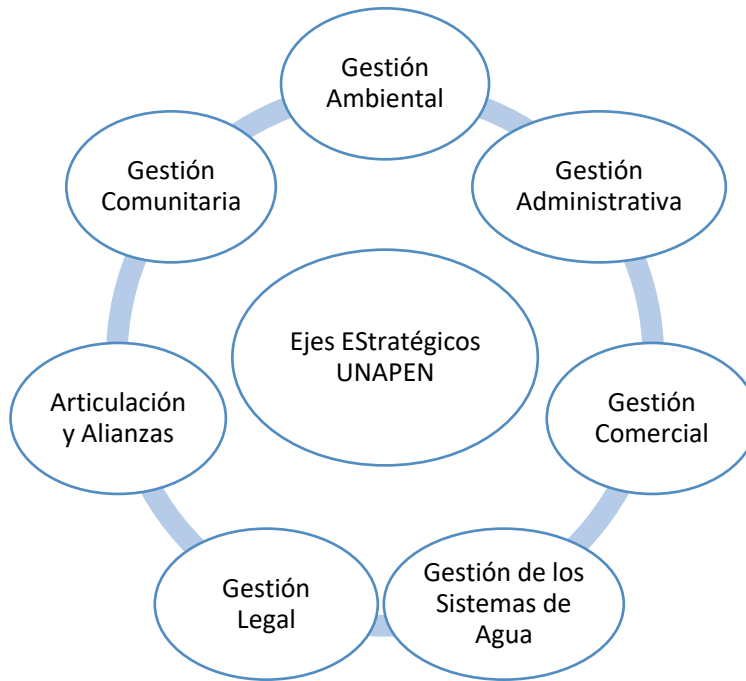 Gestión
Ambiental
Gestión
Administrativa
Gestión
Comercial
Gestión de los
Sistemas de
Agua
Gestión
Legal
Articulación
y Alianzas
Gestión
Comunitaria
Ejes EStratégicos
UNAPEN